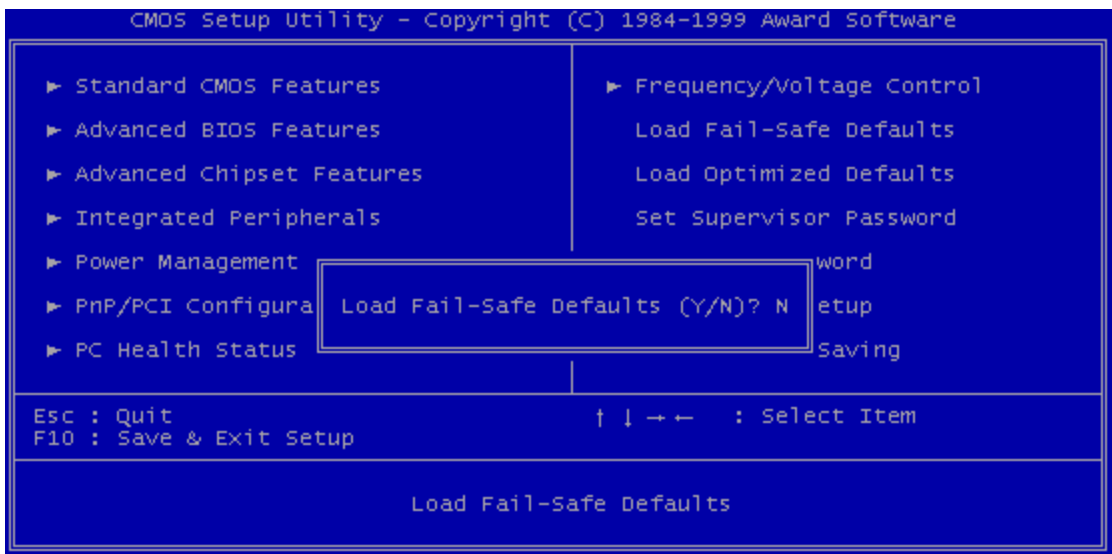 CMOS Setup Utility - Copyright (C) 1984-1999 Award Software
► Standard CMOS Features
► Advanced BIOS Features
► Advanced Chipset Features
► Integrated Peripherals
► Power Management
► PnP/PCI Configura
► PC Health Status
► Frequency/Voltage Control
Load Fail-Safe Defaults
Load Optimized Defaults
Set Supervisor Password
word
etup
Saving
Load Fail-Safe Defaults (Y/N)? N
Esc : Quit
F10 : Save & Exit Setup
↑ ↓ → ← : Select Item
Load Fail-Safe Defaults